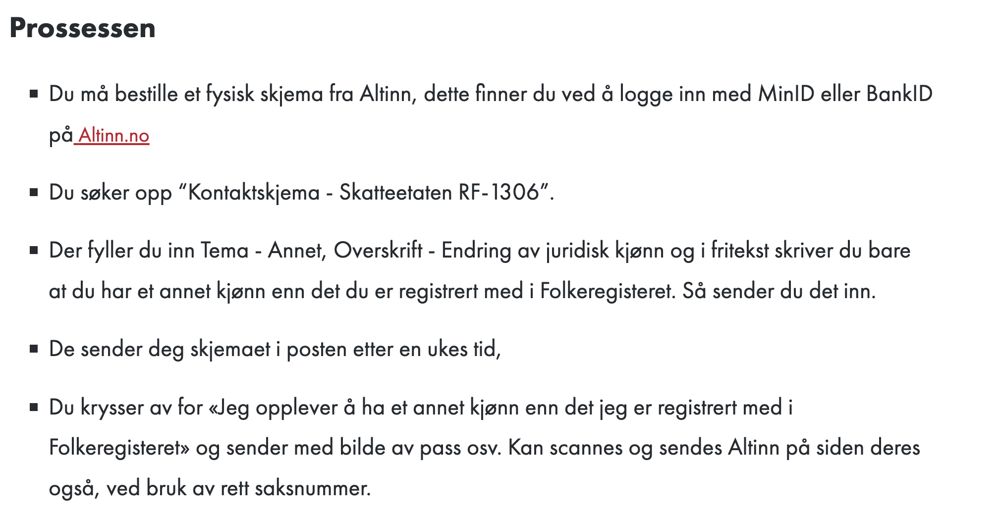 Prossessen
▪ Du må bestille et fysisk skjema fra Altinn, dette finner du ved å logge inn med MinID eller BankID
på Altinn.no
▪ Du søker opp “Kontaktskjema - Skatteetaten RF-1306”.
▪ Der fyller du inn Tema - Annet, Overskrift - Endring av juridisk kjønn og i fritekst skriver du bare
at du har et annet kjønn enn det du er registrert med i Folkeregisteret. Så sender du det inn.
▪ De sender deg skjemaet i posten etter en ukes tid,
▪ Du krysser av for «Jeg opplever å ha et annet kjønn enn det jeg er registrert med i
Folkeregisteret» og sender med bilde av pass osv. Kan scannes og sendes Altinn på siden deres
også, ved bruk av rett saksnummer.